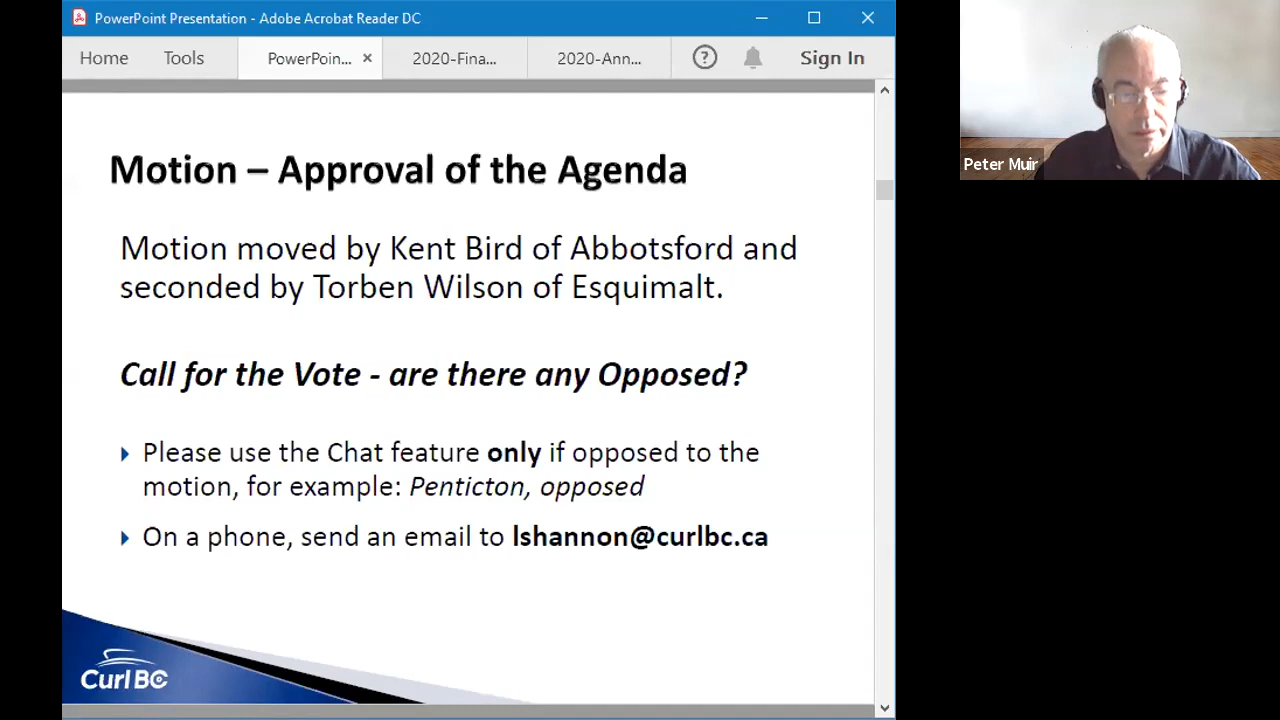 PowerPoint Presentation - Adobe Acrobat Reader DC
Home Tools PowerPoin... × 2020-Fina... 2020-Ann... ? Sign In
Motion – Approval of the Agenda
Motion moved by Kent Bird of Abbotsford and
seconded by Torben Wilson of Esquimalt.
Call for the Vote - are there any Opposed?
Please use the Chat feature only if opposed to the
motion, for example: Penticton, opposed
On a phone, send an email to lshannon@curlbc.ca
Curl BC
Peter Muir